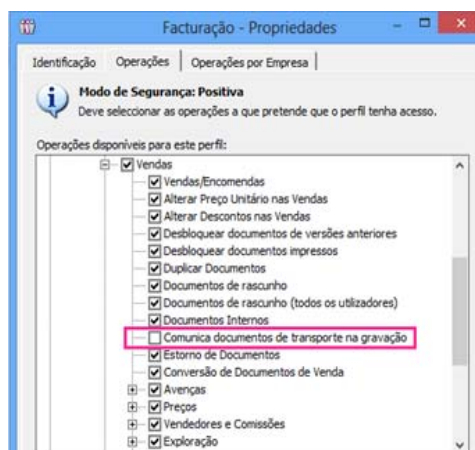 Facturação - Propriedades
Identificação Operações Operações por Empresa
Modo de Segurança: Positiva
Deve seleccionar as operações a que pretende que o perfil tenha acesso.
Operações disponíveis para este perfil:
Vendas
Vendas/Encomendas
Alterar Preço Unitário nas Vendas
Alterar Descontos nas Vendas
Desbloquear documentos de versões anteriores
Desbloquear documentos impressos
Duplicar Documentos
Documentos de rascunho
Documentos de rascunho (todos os utilizadores)
Documentos Internos
Comunica documentos de transporte na gravação
Estorno de Documentos
Conversão de Documentos de Venda
Avenças
Preços
Vendedores e Comissões
Exploração